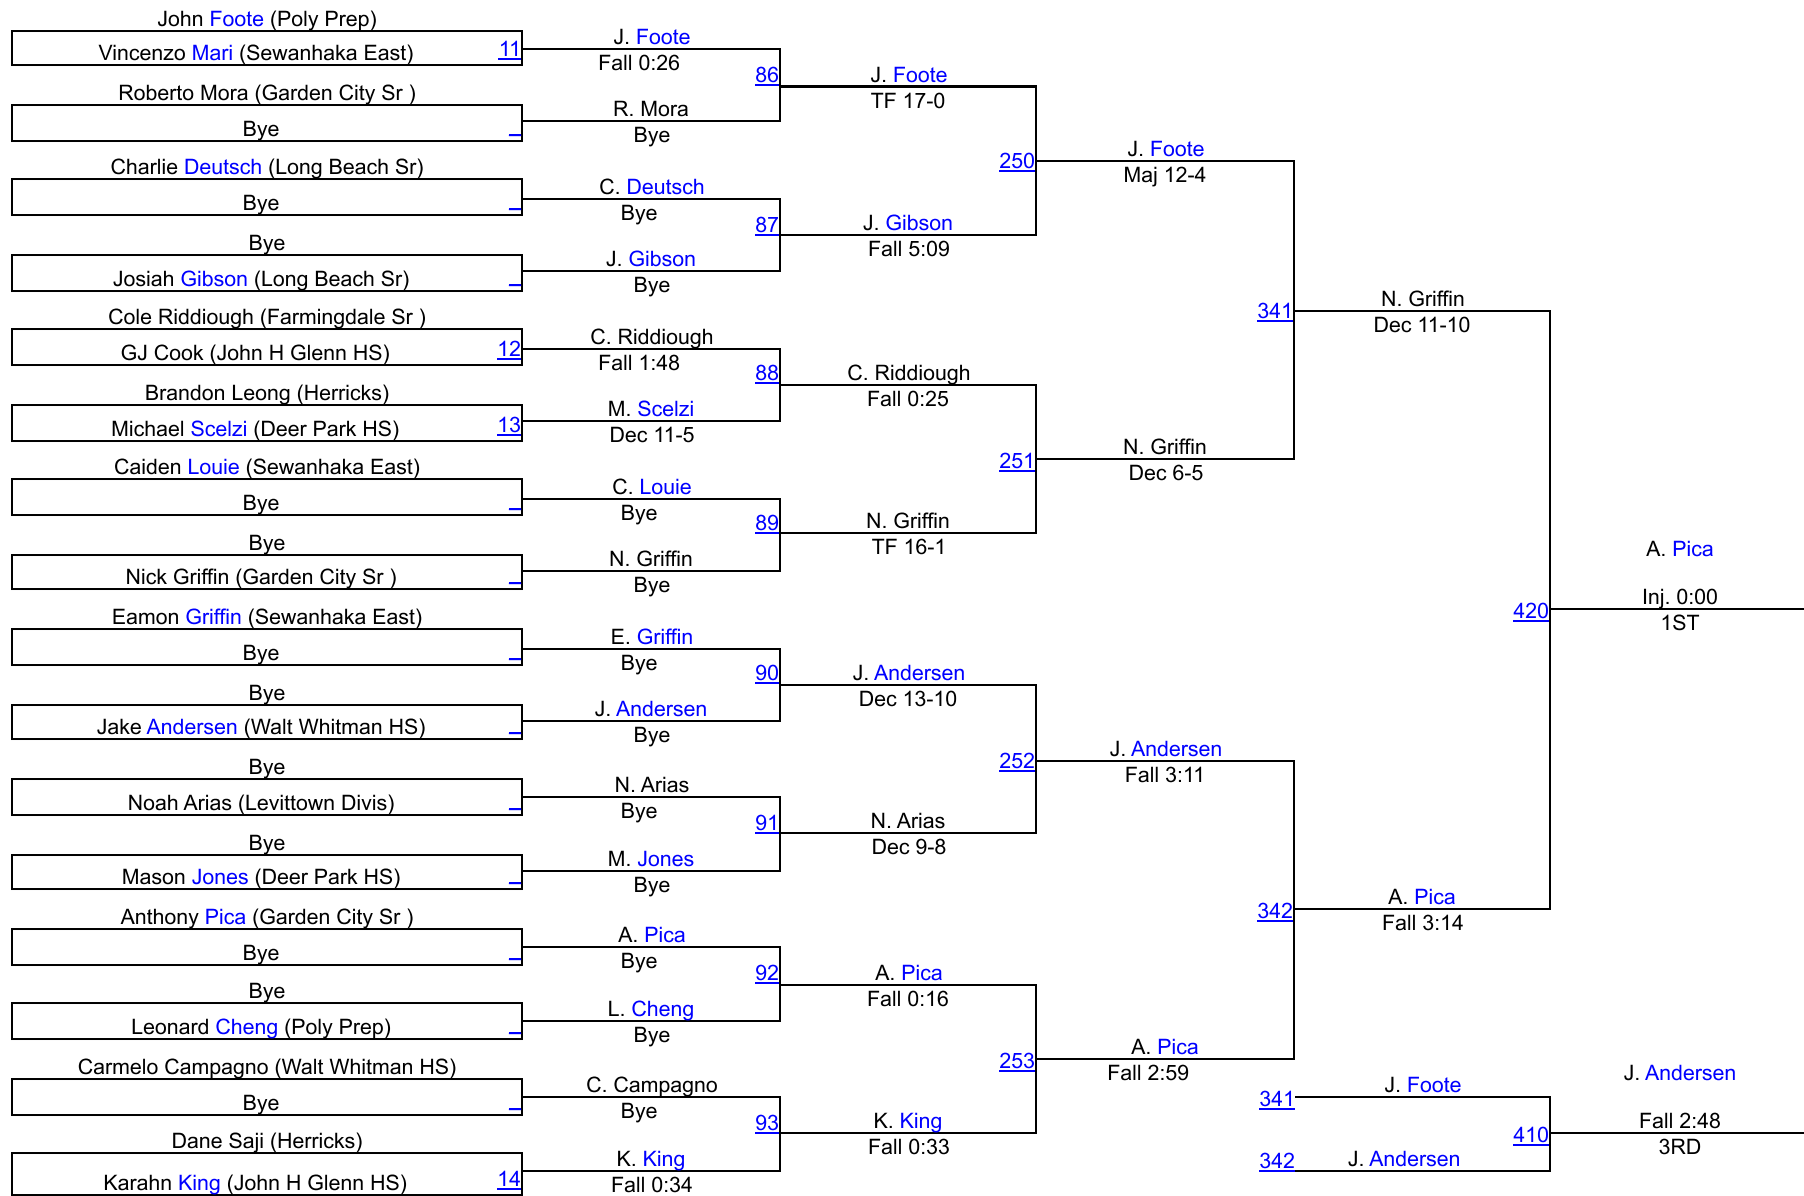 John Foote (Poly Prep)
Vincenzo Mari (Sewanhaka East) 11
Roberto Mora (Garden City Sr )
Bye
Charlie Deutsch (Long Beach Sr)
Bye
Bye
Josiah Gibson (Long Beach Sr)
Cole Riddiough (Farmingdale Sr )
GJ Cook (John H Glenn HS) 12
Brandon Leong (Herricks)
Michael Scelzi (Deer Park HS) 13
Caiden Louie (Sewanhaka East)
Bye
Bye
Nick Griffin (Garden City Sr )
Eamon Griffin (Sewanhaka East)
Bye
Bye
Jake Andersen (Walt Whitman HS)
Bye
Noah Arias (Levittown Divis)
Bye
Mason Jones (Deer Park HS)
Anthony Pica (Garden City Sr )
Bye
Bye
Leonard Cheng (Poly Prep)
Carmelo Campagno (Walt Whitman HS)
Bye
Dane Saji (Herricks)
Karahn King (John H Glenn HS) 14
J. Foote
Fall 0:26
86
R. Mora
Bye
C. Deutsch
Bye
87
J. Gibson
Bye
C. Riddiough
Fall 1:48
88
M. Scelzi
Dec 11-5
C. Louie
Bye
89
N. Griffin
Bye
E. Griffin
Bye
90
J. Andersen
Bye
N. Arias
Bye
91
M. Jones
Bye
A. Pica
Bye
92
L. Cheng
Bye
C. Campagno
Bye
93
K. King
Fall 0:34
J. Foote
TF 17-0
250
J. Gibson
Fall 5:09
C. Riddiough
Fall 0:25
251
N. Griffin
TF 16-1
J. Andersen
Dec 13-10
252
N. Arias
Dec 9-8
A. Pica
Fall 0:16
253
K. King
Fall 0:33
J. Foote
Maj 12-4
341
N. Griffin
Dec 6-5
J. Andersen
Fall 3:11
342
A. Pica
Fall 2:59
N. Griffin
Dec 11-10
420
A. Pica
Fall 3:14
A. Pica
Inj. 0:00
1ST
341 J. Foote
410
342 J. Andersen
J. Andersen
Fall 2:48
3RD